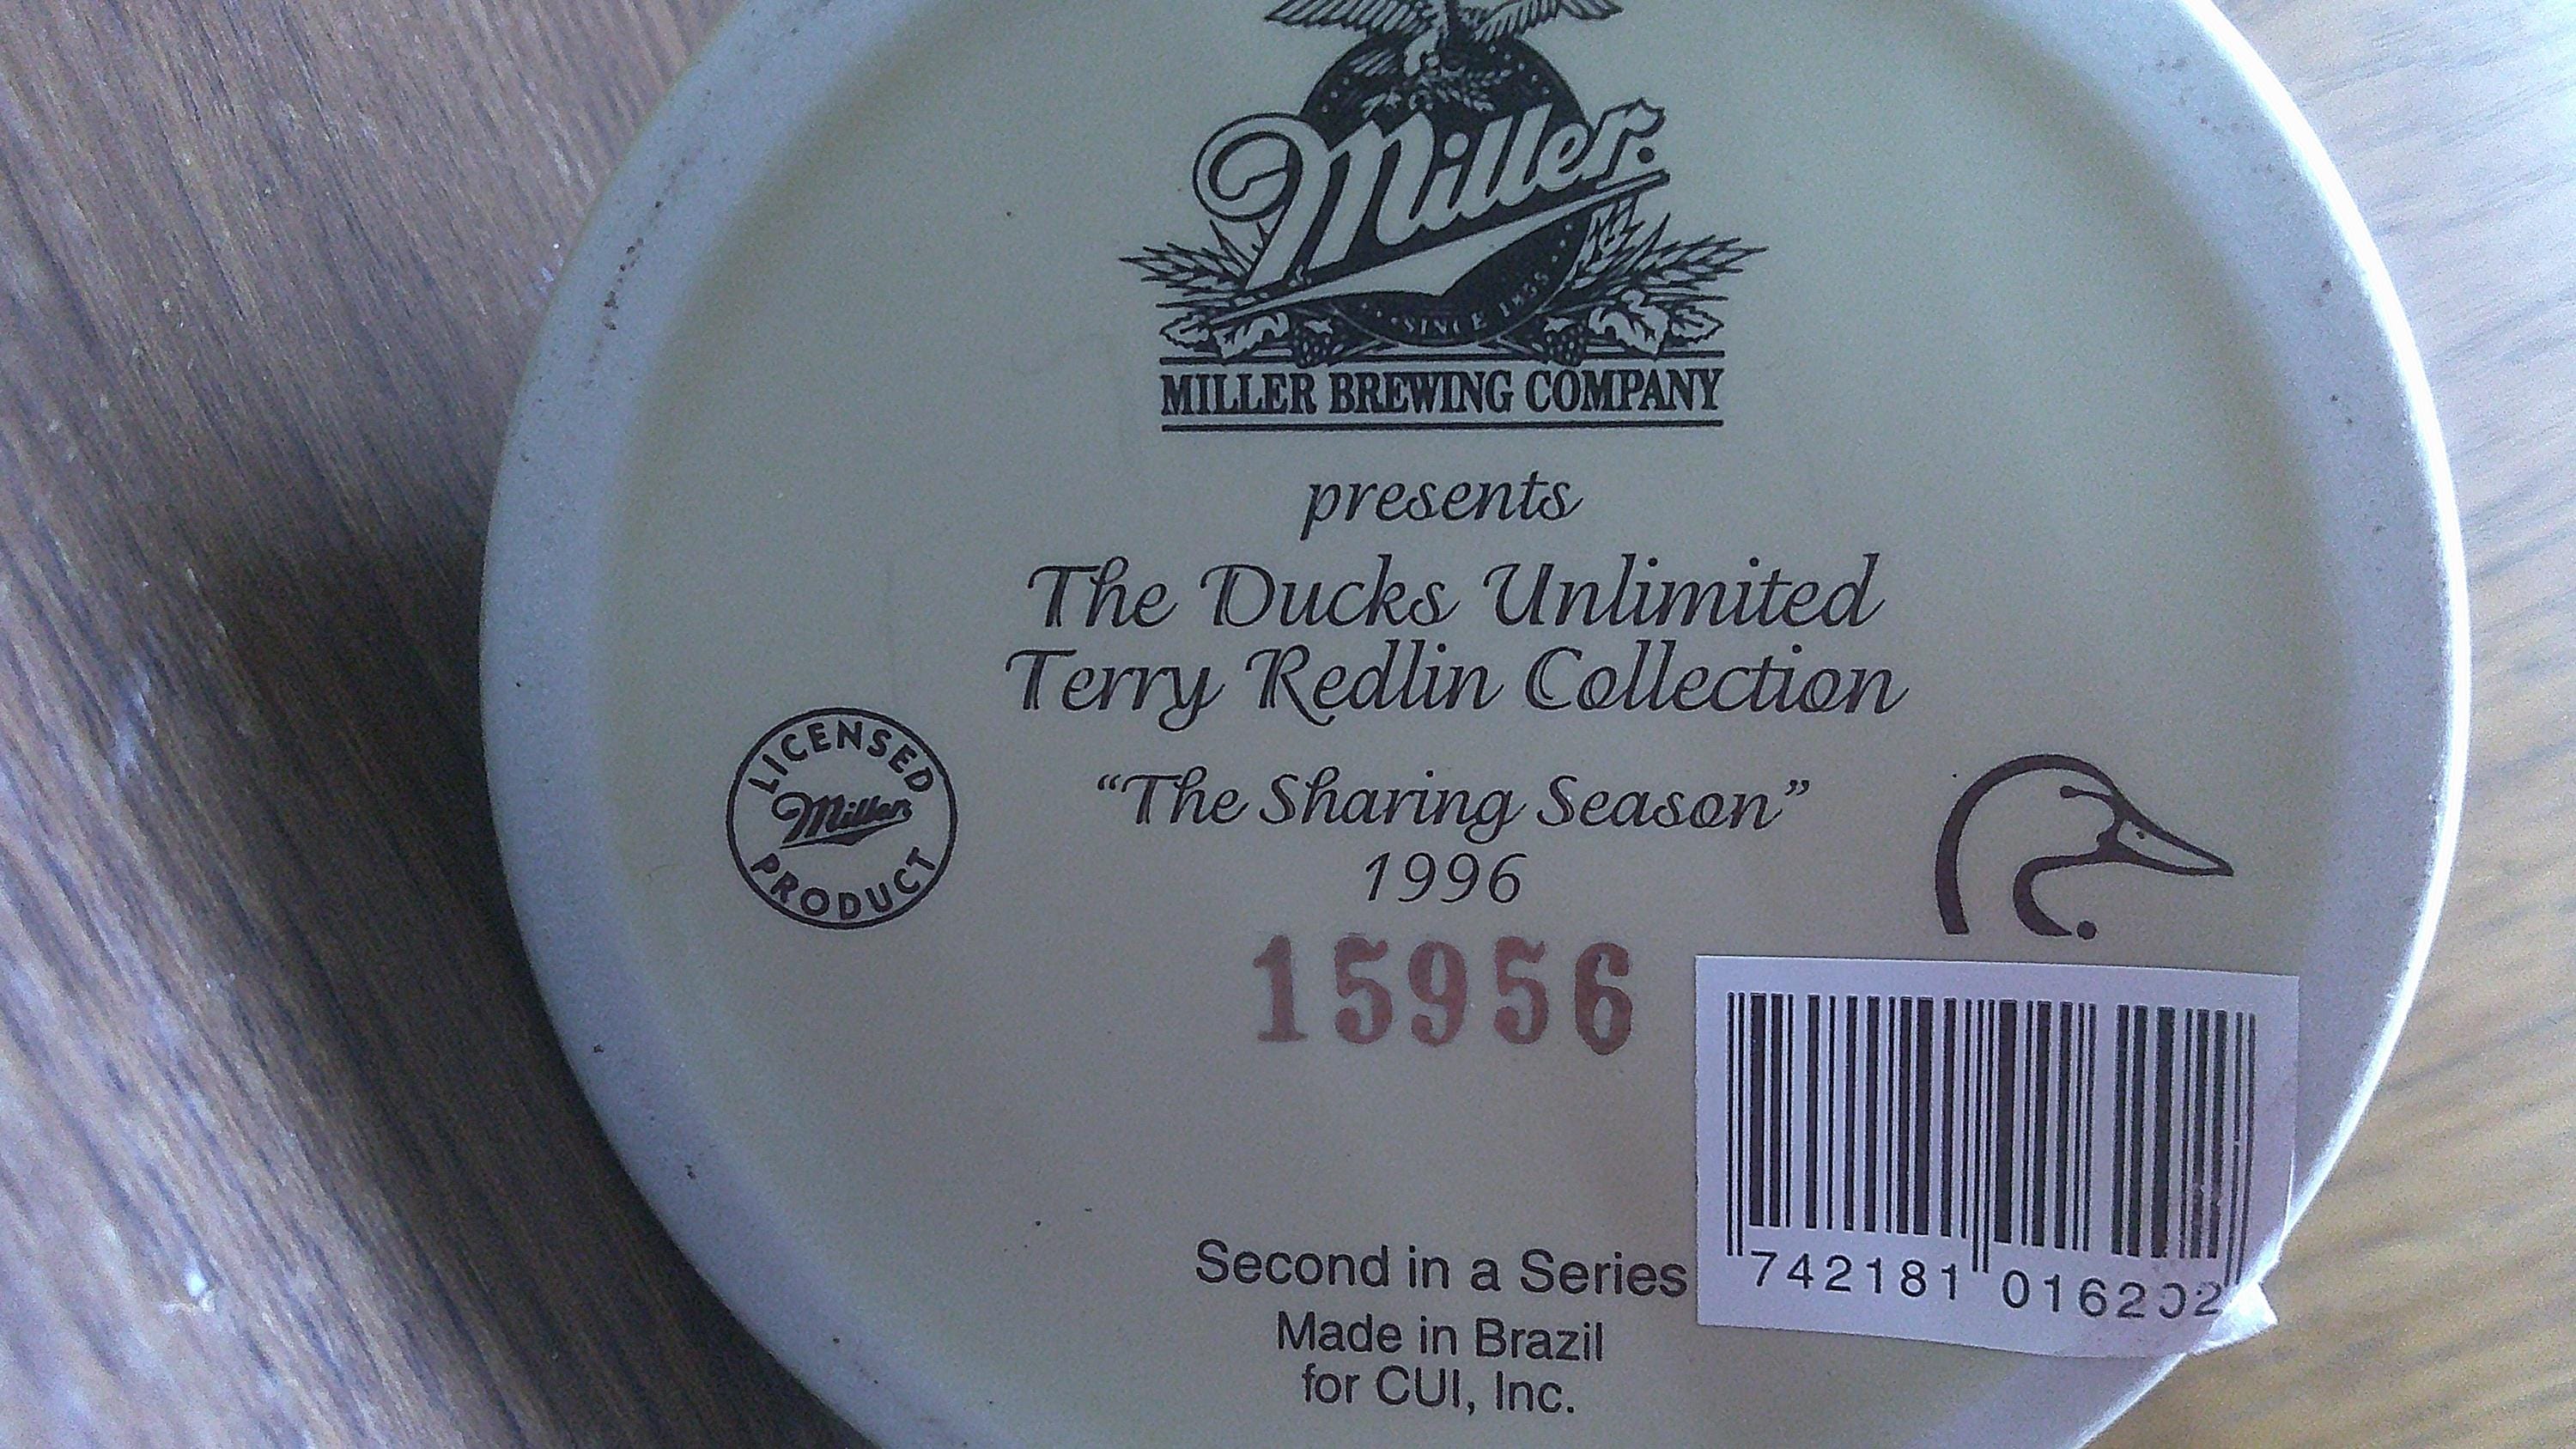 Miller
SINCE 1855
MILLER BREWING COMPANY
presents
The Ducks Unlimited
Terry Redlin Collection
LICENSED
Miller
PRODUCT
“The Sharing Season”
1996
15956
742181 016202
Second in a Series
Made in Brazil
for CUI, Inc.